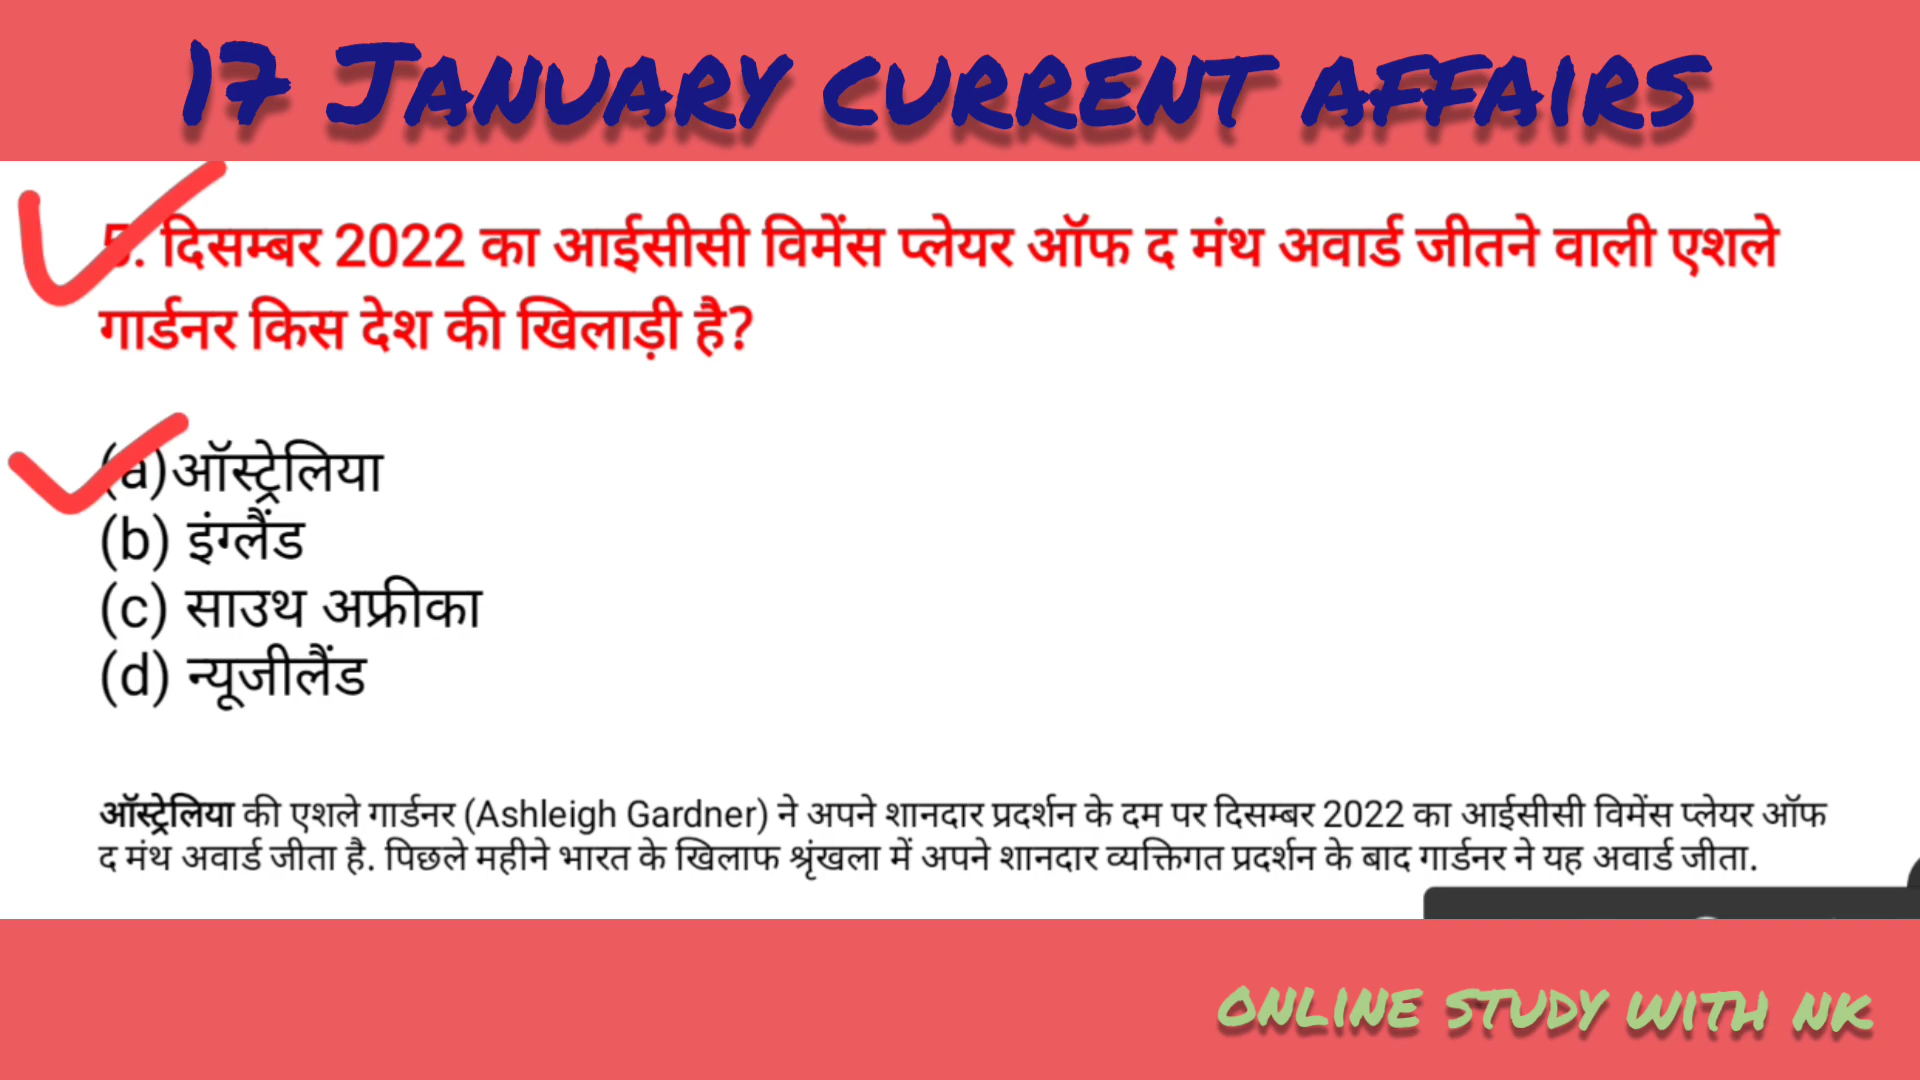 17 January current affairs
5. दिसम्बर 2022 का आईसीसी विमेंस प्लेयर ऑफ द मंथ अवार्ड जीतने वाली एशले
गार्डनर किस देश की खिलाड़ी है?
(a)ऑस्ट्रेलिया
(b) इंग्लैंड
(c) साउथ अफ्रीका
(d) न्यूजीलैंड
ऑस्ट्रेलिया की एशले गार्डनर (Ashleigh Gardner) ने अपने शानदार प्रदर्शन के दम पर दिसम्बर 2022 का आईसीसी विमेंस प्लेयर ऑफ
द मंथ अवार्ड जीता है. पिछले महीने भारत के खिलाफ श्रृंखला में अपने शानदार व्यक्तिगत प्रदर्शन के बाद गार्डनर ने यह अवार्ड जीता.
online study with nk